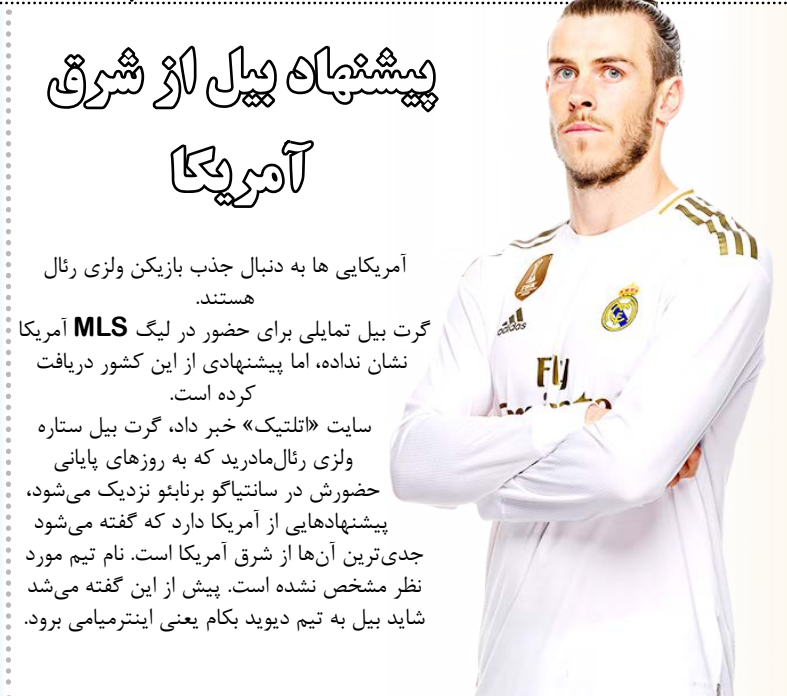 پیشنهاد بیل از شرق
آمریکا
آمریکایی ها به دنبال جذب بازیکن ولزی رئال
هستند.
گرت بیل تمایلی برای حضور در لیگ MLS آمریکا
نشان نداده، اما پیشنهادی از این کشور دریافت
کرده است.
سایت «اتلتیک» خبر داد، گرت بیل ستاره
ولزی رئال‌مادرید که به روزهای پایانی
حضورش در سانتیاگو برنابئو نزدیک می‌شود،
پیشنهادهایی از آمریکا دارد که گفته می‌شود
جدی‌ترین آن‌ها از شرق آمریکا است. نام تیم مورد
نظر مشخص نشده است. پیش از این گفته می‌شد
شاید بیل به تیم دیوید بکام یعنی اینترمیامی برود.
adidas
Fly